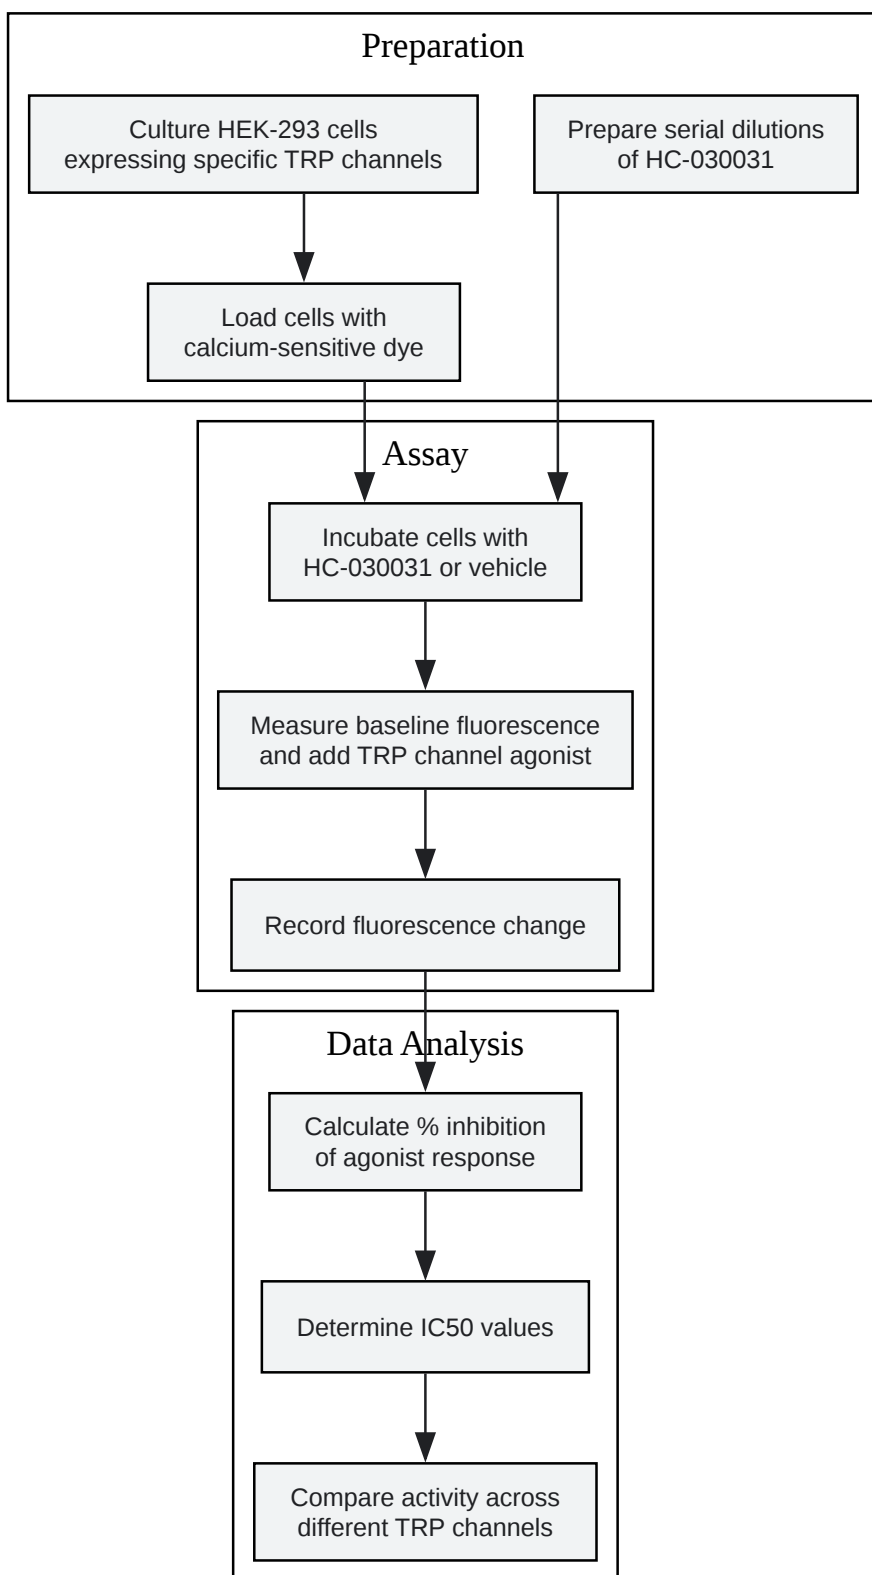 Preparation
Culture HEK-293 cells
expressing specific TRP channels
Prepare serial dilutions
of HC-030031
Load cells with
calcium-sensitive dye
Assay
Incubate cells with
HC-030031 or vehicle
Measure baseline fluorescence
and add TRP channel agonist
Record fluorescence change
Data Analysis
Calculate % inhibition
of agonist response
Determine IC50 values
Compare activity across
different TRP channels